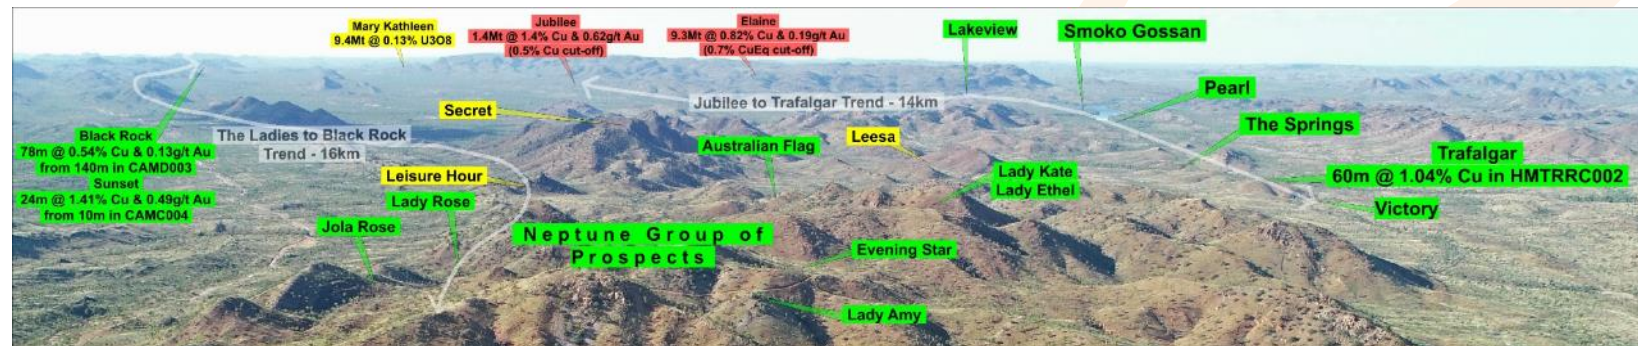 Mary Kathleen
9.4Mt @ 0.13% U3O8
Jubilee
1.4Mt @ 1.4% Cu & 0.62g/t Au
(0.5% Cu cut-off)
Elaine
9.3Mt @ 0.82% Cu & 0.19g/t Au
(0.7% CuEq cut-off)
Lakeview
Smoko Gossan
Pearl
Secret
Jubilee to Trafalgar Trend - 14km
The Springs
Black Rock
78m @ 0.54% Cu & 0.13g/t Au
from 140m in CAMD003
Sunset
24m @ 1.41% Cu & 0.49g/t Au
from 10m in CAMC004
The Ladies to Black Rock
Trend - 16km
Australian Flag
Leesa
Trafalgar
60m @ 1.04% Cu in HMTRRC002
Leisure Hour
Lady Kate
Lady Ethel
Lady Rose
Victory
Jola Rose
Neptune Group of
Prospects
Evening Star
Lady Amy